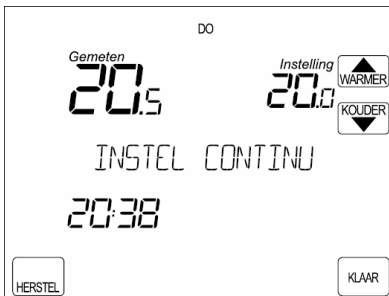 DO
Gemeten
Instelling
20.5
20.0
WARMER
KOUDER
INSTEL CONTINU
20:38
HERSTEL
KLAAR